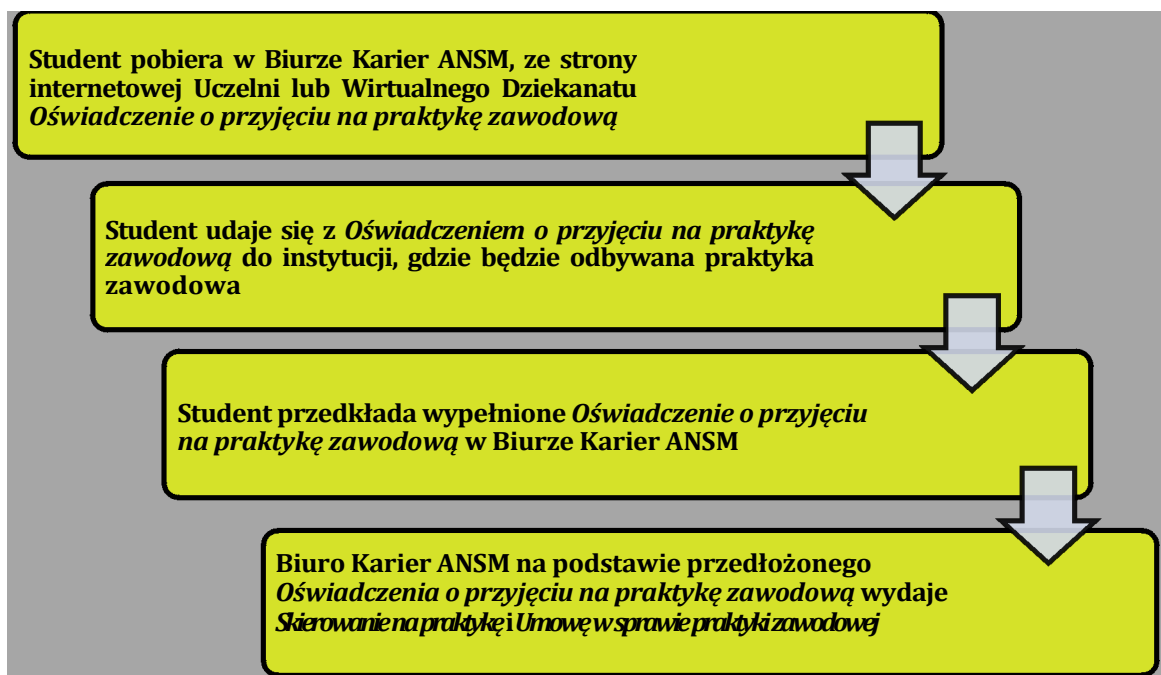 Student pobiera w Biurze Karier ANSM, ze strony
internetowej Uczelni lub Wirtualnego Dziekanatu
Oświadczenie o przyjęciu na praktykę zawodową
Student udaje się z Oświadczeniem o przyjęciu na praktykę
zawodową do instytucji, gdzie będzie odbywana praktyka
zawodowa
Student przedkłada wypełnione Oświadczenie o przyjęciu
na praktykę zawodową w Biurze Karier ANSM
Biuro Karier ANSM na podstawie przedłożonego
Oświadczenia o przyjęciu na praktykę zawodową wydaje
Skierowanie na praktykę i Umowę w sprawie praktyki zawodowej